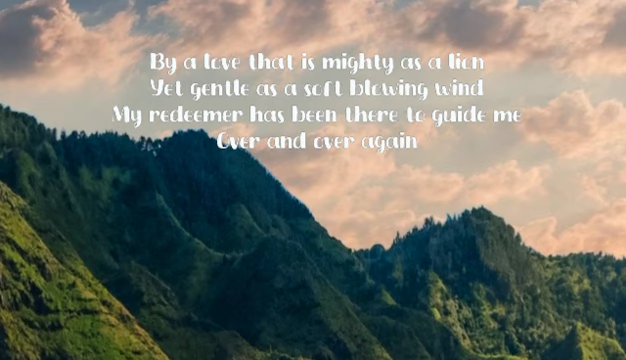 By a love that is mighty as a lion
Yet gentle as a soft blowing wind
My redeemer has been there to guide me
Over and over again